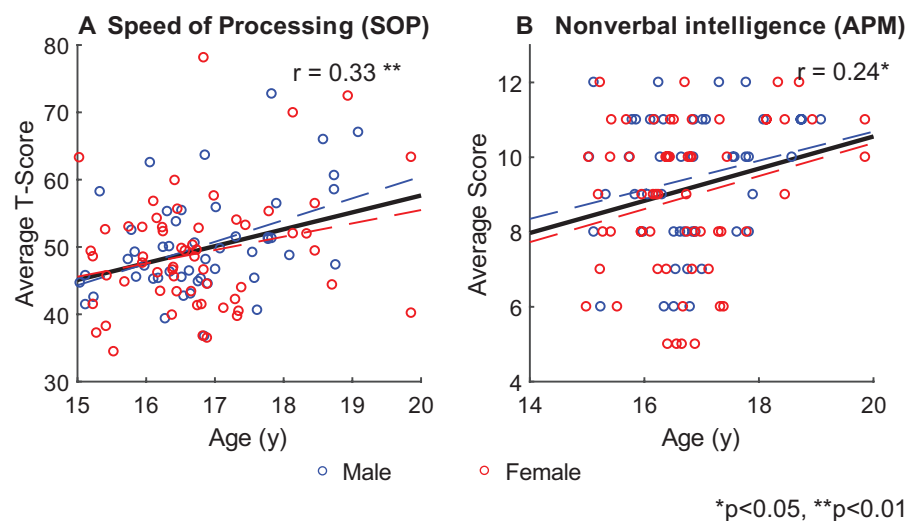 A Speed of Processing (SOP)
r = 0.33 **
Average T-Score
80
70
60
50
40
30
15 16 17 18 19 20
Age (y)
B Nonverbal intelligence (APM)
r = 0.24*
Average Score
12
10
8
6
4
14 16 18 20
Age (y)
Male Female
*p<0.05, **p<0.01